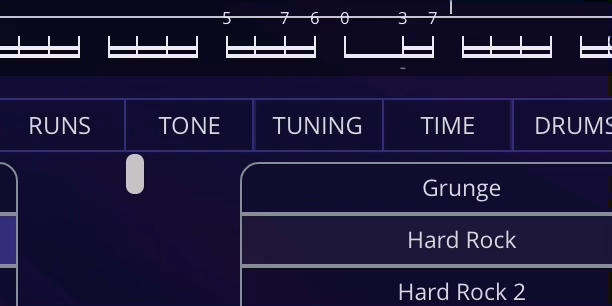 5 7 6 0 3 7
RUNS TONE TUNING TIME DRUMS
Grunge
Hard Rock
Hard Rock 2